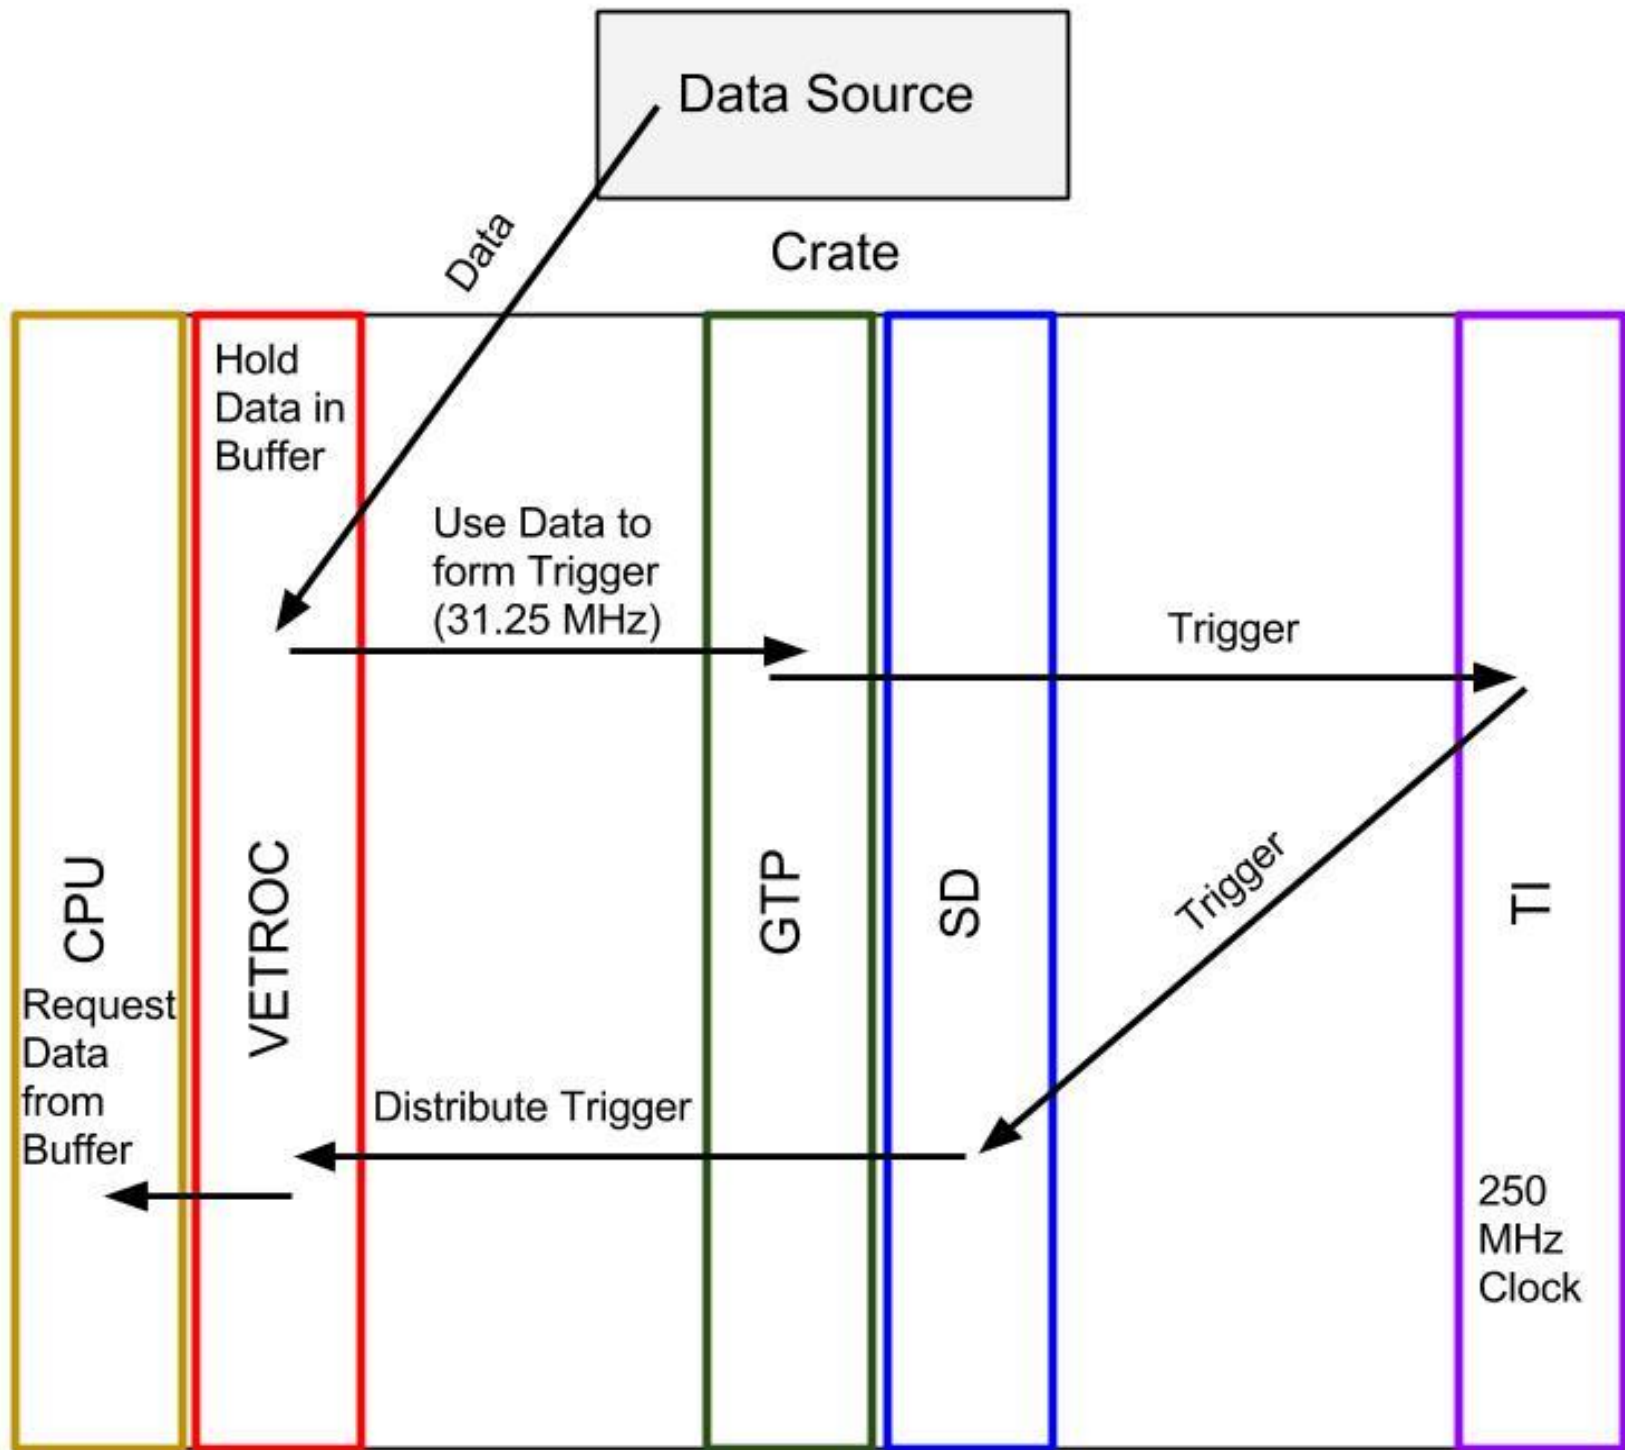 Data Source
Data
Crate
Hold
Data in
Buffer
Use Data to
form Trigger
(31.25 MHz)
Trigger
CPU
VETROC
GTP
SD
Trigger
TI
Request
Data
from
Buffer
Distribute Trigger
250
MHz
Clock